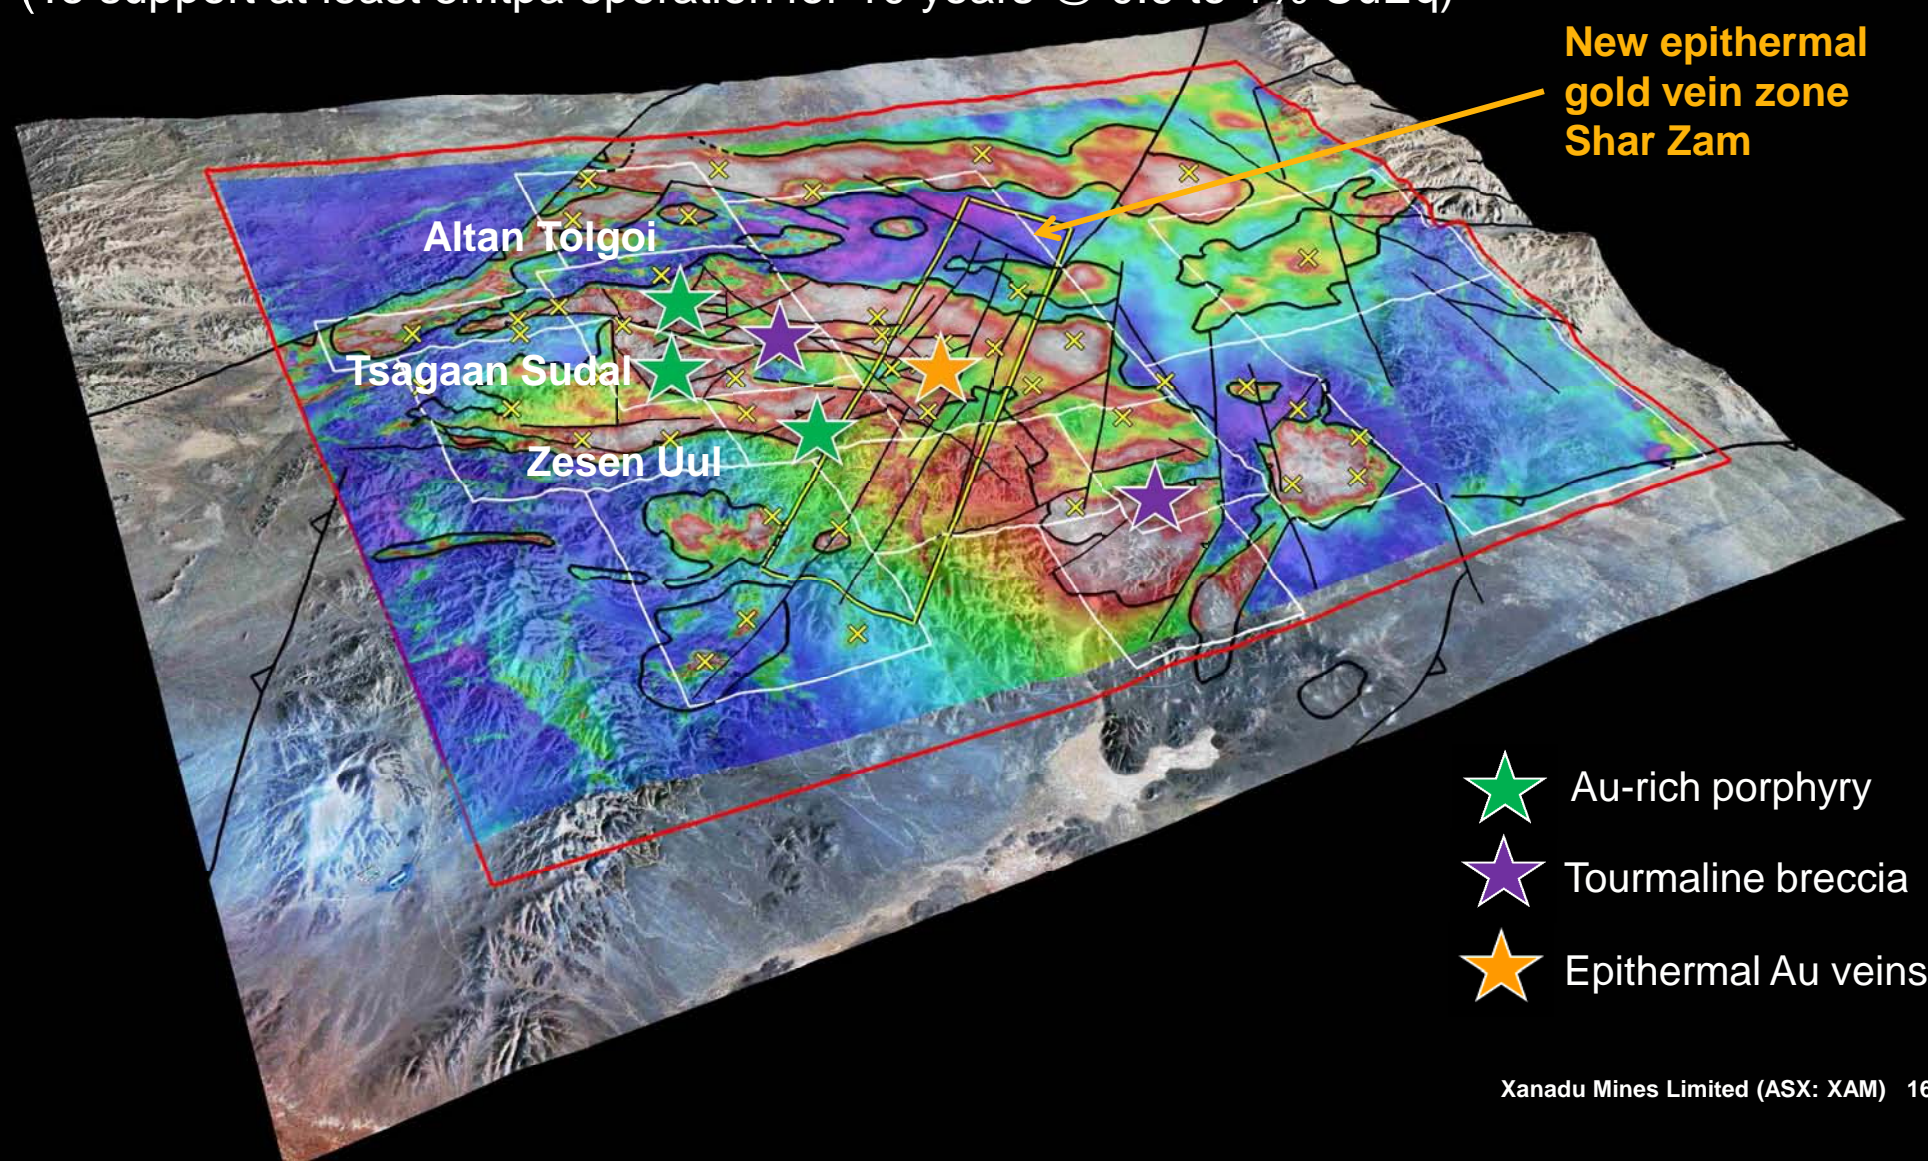 New epithermal
gold vein zone
Shar Zam
Altan Tolgoi
Tsagaan Sudal
Zesen Uul
Au-rich porphyry
Tourmaline breccia
Epithermal Au veins
Xanadu Mines Limited (ASX: XAM) 16